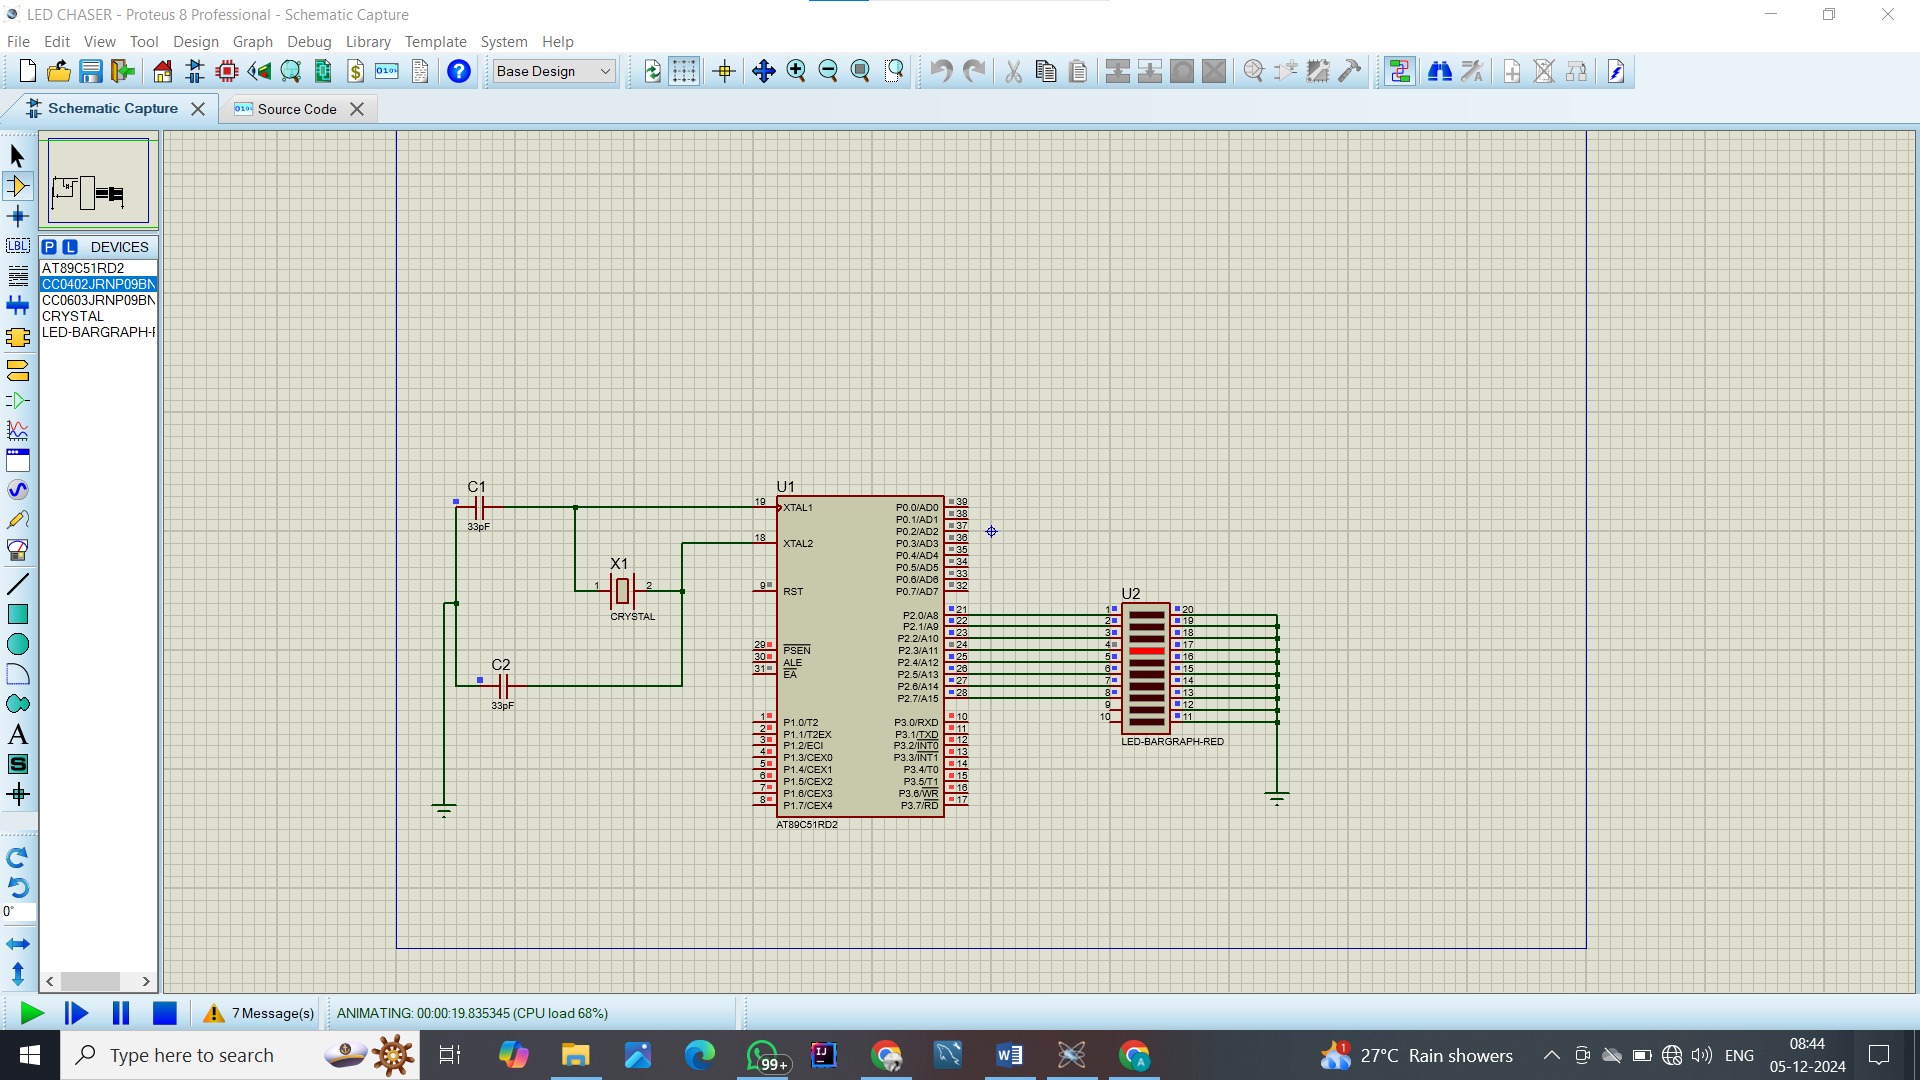 LED CHASER - Proteus 8 Professional - Schematic Capture
File Edit View Tool Design Graph Debug Library Template System Help
Base Design
Schematic Capture
Source Code
P L DEVICES
AT89C51RD2
CC0402JRNP09BN
CC0603JRNP09BN
CRYSTAL
LED-BARGRAPH-
LBL
A
S
0°
C1
33pF
X1
1 2
CRYSTAL
C2
33pF
U1
19 XTAL1
18 XTAL2
9 RST
29 PSEN
30 ALE
31 EA
1 P1.0/T2
2 P1.1/T2EX
3 P1.2/ECI
4 P1.3/CEX0
5 P1.4/CEX1
6 P1.5/CEX2
7 P1.6/CEX3
8 P1.7/CEX4
P0.0/AD0 39
P0.1/AD1 38
P0.2/AD2 37
P0.3/AD3 36
P0.4/AD4 35
P0.5/AD5 34
P0.6/AD6 33
P0.7/AD7 32
P2.0/A8 21
P2.1/A9 22
P2.2/A10 23
P2.3/A11 24
P2.4/A12 25
P2.5/A13 26
P2.6/A14 27
P2.7/A15 28
P3.0/RXD 10
P3.1/TXD 11
P3.2/INT0 12
P3.3/INT1 13
P3.4/T0 14
P3.5/T1 15
P3.6/WR 16
P3.7/RD 17
AT89C51RD2
U2
1 20
2 19
3 18
4 17
5 16
6 15
7 14
8 13
9 12
10 11
LED-BARGRAPH-RED
7 Message(s)
ANIMATING: 00:00:19.835345 (CPU load 68%)
Type here to search
99+
IJ
W
A
1
27°C Rain showers
ENG
08:44
05-12-2024